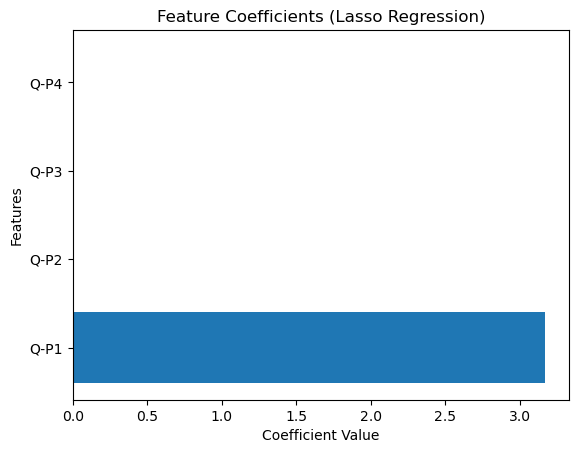 Feature Coefficients (Lasso Regression)
Features
Q-P4
Q-P3
Q-P2
Q-P1
0.0 0.5 1.0 1.5 2.0 2.5 3.0
Coefficient Value